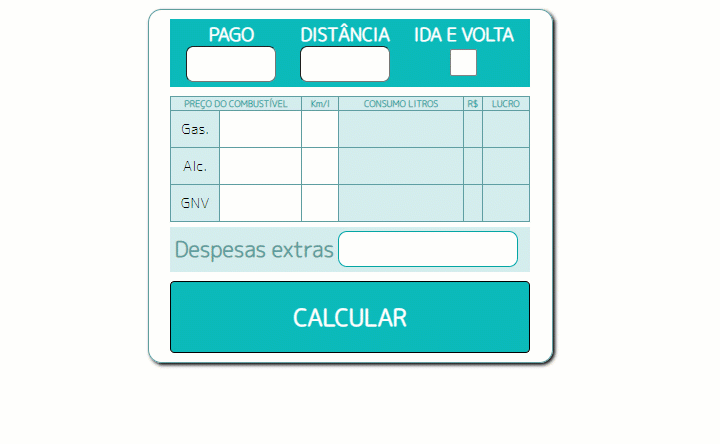 PAGO DISTÂNCIA IDA E VOLTA
PREÇO DO COMBUSTÍVEL Km/l CONSUMO LITROS R$ LUCRO
Gas.
Alc.
GNV
Despesas extras
CALCULAR